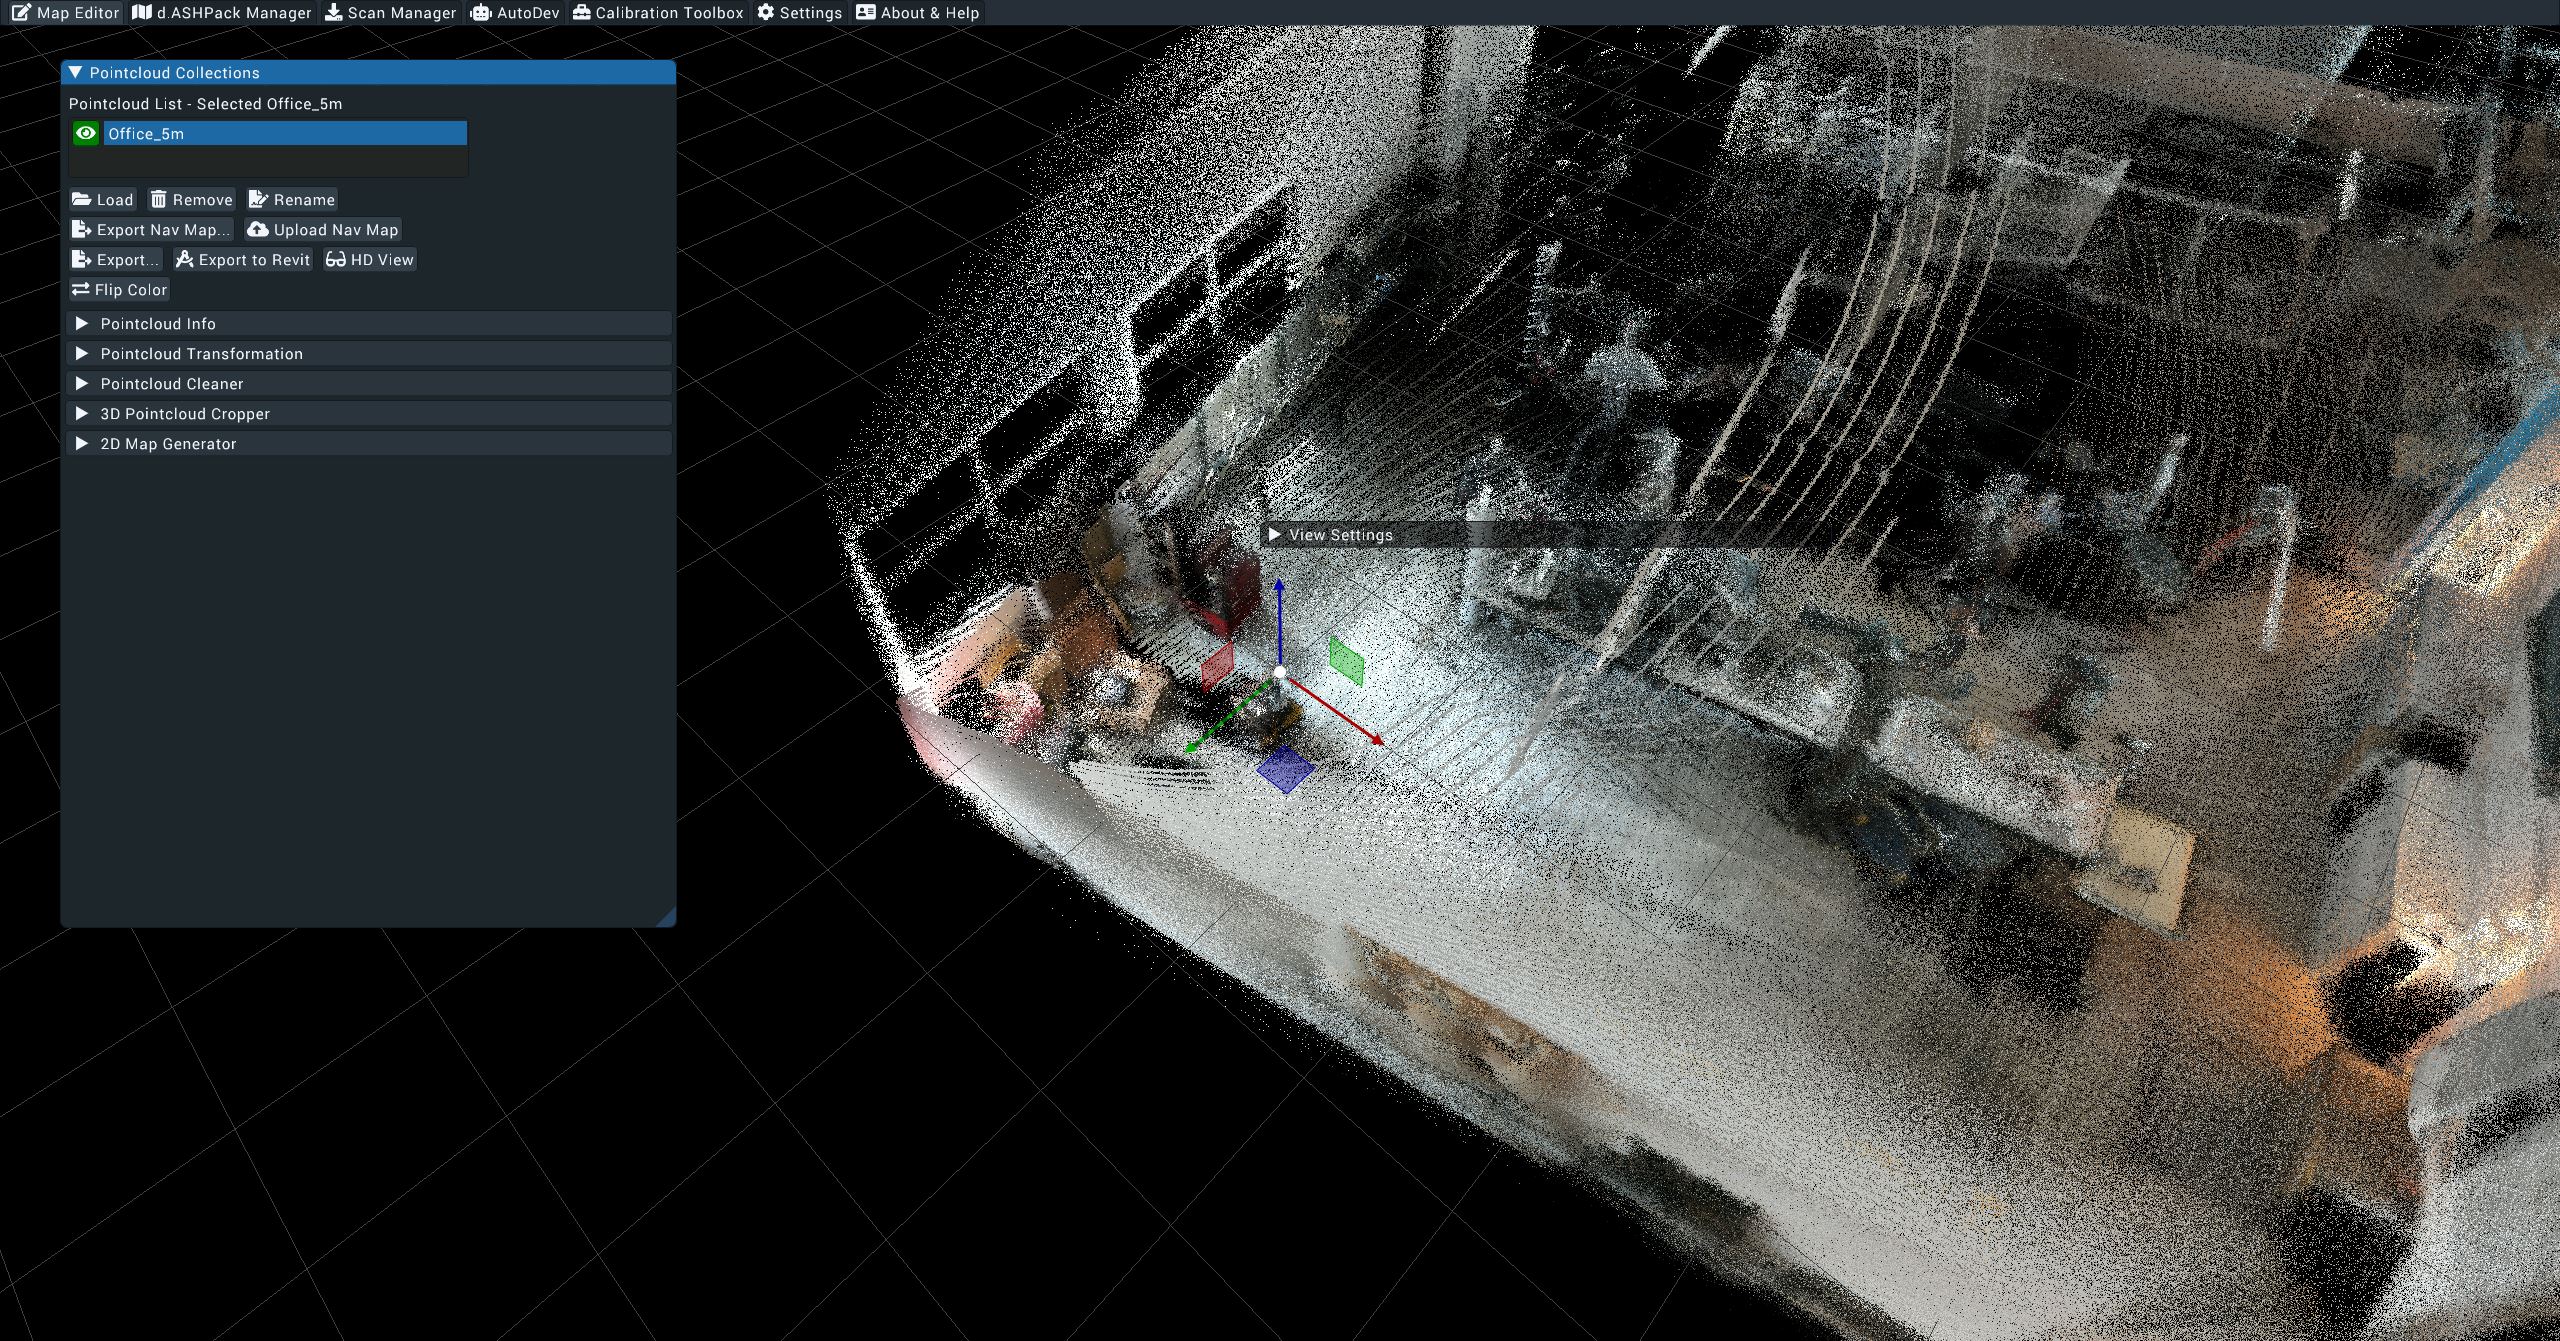 Map Editor d.ASHPack Manager Scan Manager AutoDev Calibration Toolbox Settings About & Help
Pointcloud Collections
Pointcloud List - Selected Office_5m
Office_5m
Load Remove Rename
Export Nav Map... Upload Nav Map
Export... Export to Revit HD View
Flip Color
Pointcloud Info
Pointcloud Transformation
Pointcloud Cleaner
3D Pointcloud Cropper
2D Map Generator
View Settings